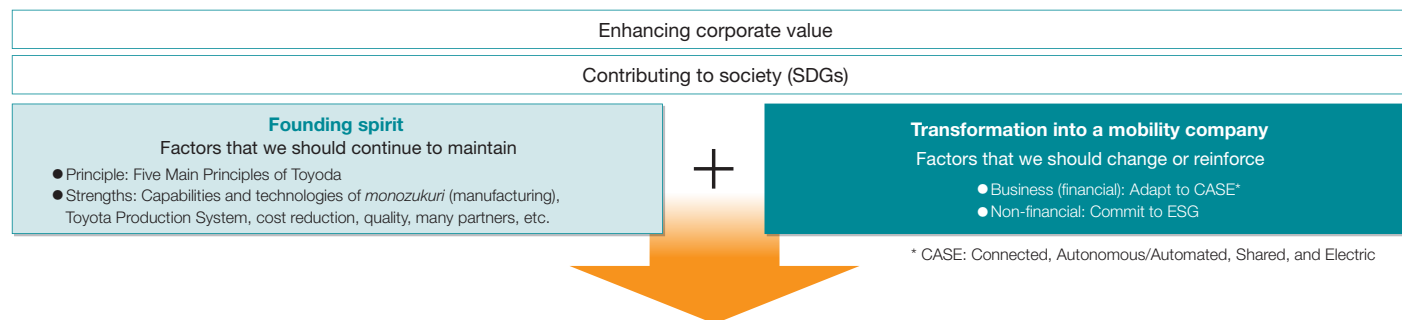 Enhancing corporate value
Contributing to society (SDGs)
Founding spirit
Factors that we should continue to maintain
● Principle: Five Main Principles of Toyoda
● Strengths: Capabilities and technologies of monozukuri (manufacturing),
Toyota Production System, cost reduction, quality, many partners, etc.
+
Transformation into a mobility company
Factors that we should change or reinforce
● Business (financial): Adapt to CASE*
● Non-financial: Commit to ESG
* CASE: Connected, Autonomous/Automated, Shared, and Electric